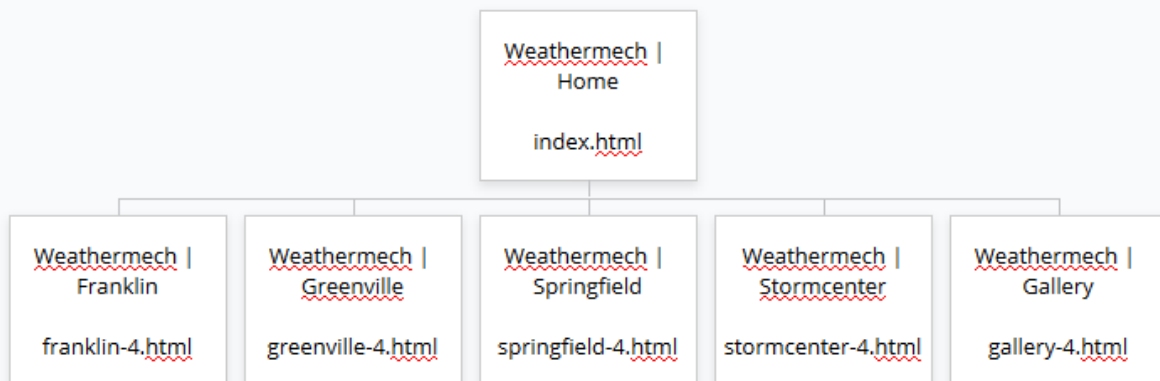 Weathermech |
Home
index.html
Weathermech |
Franklin
franklin-4.html
Weathermech |
Greenville
greenville-4.html
Weathermech |
Springfield
springfield-4.html
Weathermech |
Stormcenter
stormcenter-4.html
Weathermech |
Gallery
gallery-4.html